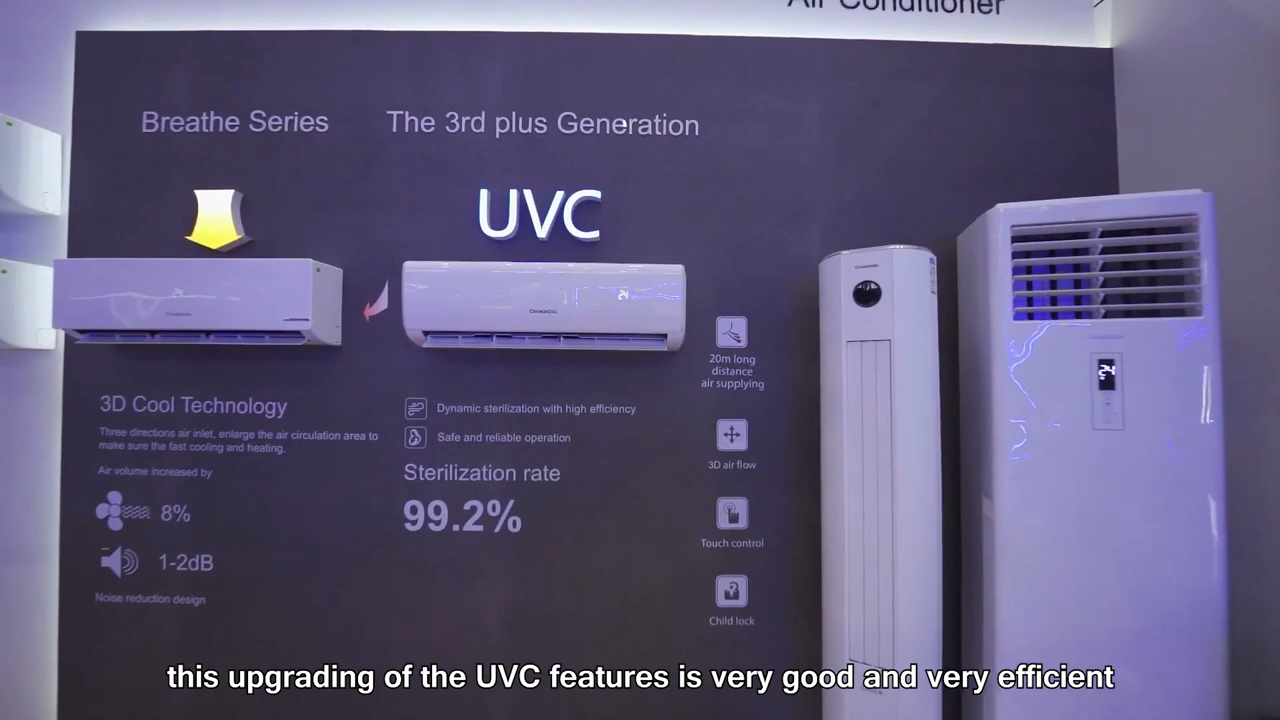 Air Conditioner
Breathe Series
The 3rd plus Generation
UVC
24
24
CHANGHONG
3D Cool Technology
Three directions air inlet, enlarge the air circulation area to
make sure the fast cooling and heating.
Air volume increased by
8%
1-2dB
Noise reduction design
Dynamic sterilization with high efficiency
Safe and reliable operation
Sterilization rate
99.2%
20m long
distance
air supplying
3D air flow
Touch control
Child lock
24
this upgrading of the UVC features is very good and very efficient